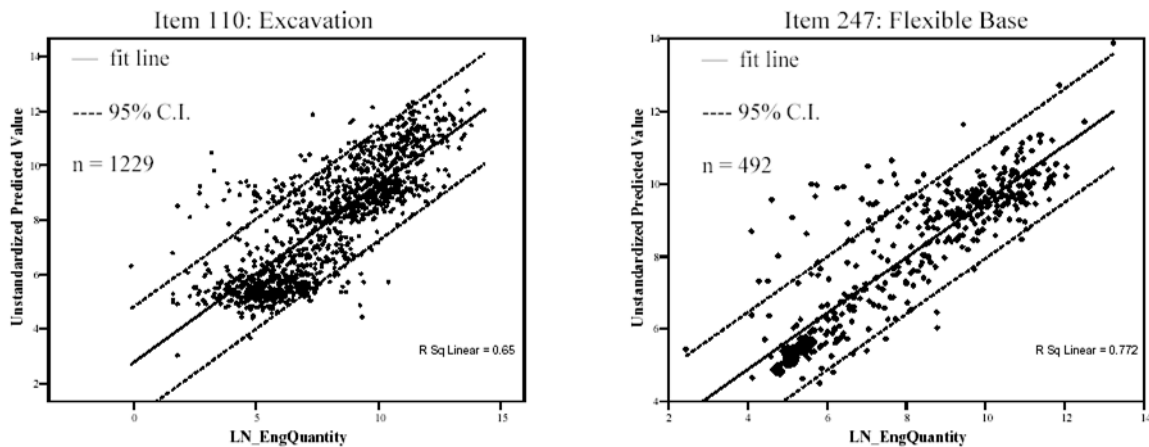 Item 110: Excavation
14
12
10
8
6
4
2
fit line
95% C.I.
n = 1229
R Sq Linear = 0.65
0
5
10
15
LN_EngQuantity
Unstandardized Predicted Value
Item 247: Flexible Base
14
12
10
8
6
4
fit line
95% C.I.
n = 492
R Sq Linear = 0.772
2
4
6
8
10
12
14
LN_EngQuantity
Unstandardized Predicted Value